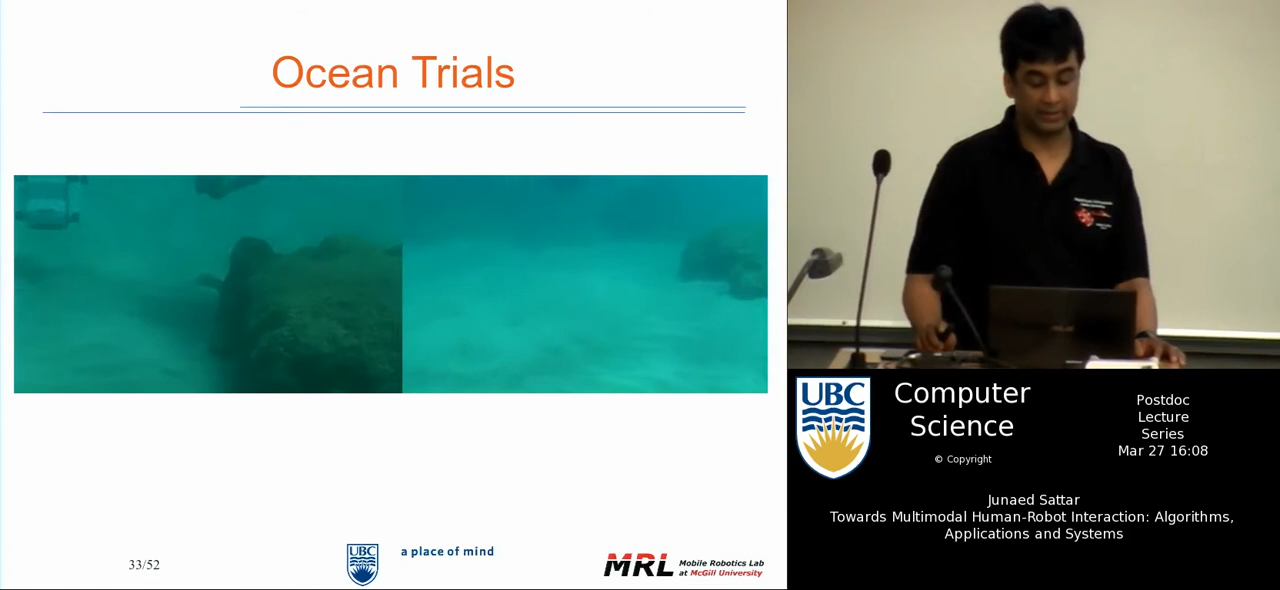 Ocean Trials
33/52
UBC
a place of mind
MRL Mobile Robotics Lab
at McGill University
UBC
Computer
Science
© Copyright
Postdoc
Lecture
Series
Mar 27 16:08
Junaed Sattar
Towards Multimodal Human-Robot Interaction: Algorithms,
Applications and Systems